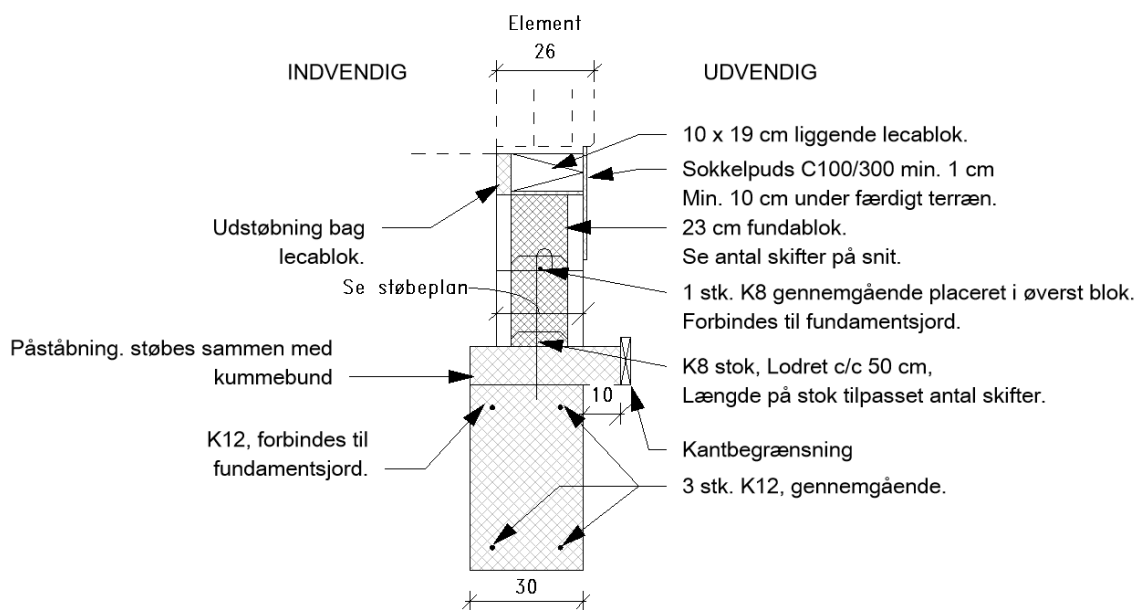 Element
26
INDVENDIG
UDVENDIG
10 x 19 cm liggende lecablok.
Sokkelpuds C100/300 min. 1 cm
Min. 10 cm under færdigt terræn.
Udstøbning bag
lecablok.
23 cm fundablok.
Se antal skifter på snit.
Se støbeplan
1 stk. K8 gennemgående placeret i øverst blok.
Forbindes til fundamentsjord.
Påståbning. støbes sammen med
kummebund
K8 stok, Lodret c/c 50 cm,
Længde på stok tilpasset antal skifter.
10
K12, forbindes til
fundamentsjord.
Kantbegrænsning
3 stk. K12, gennemgående.
30